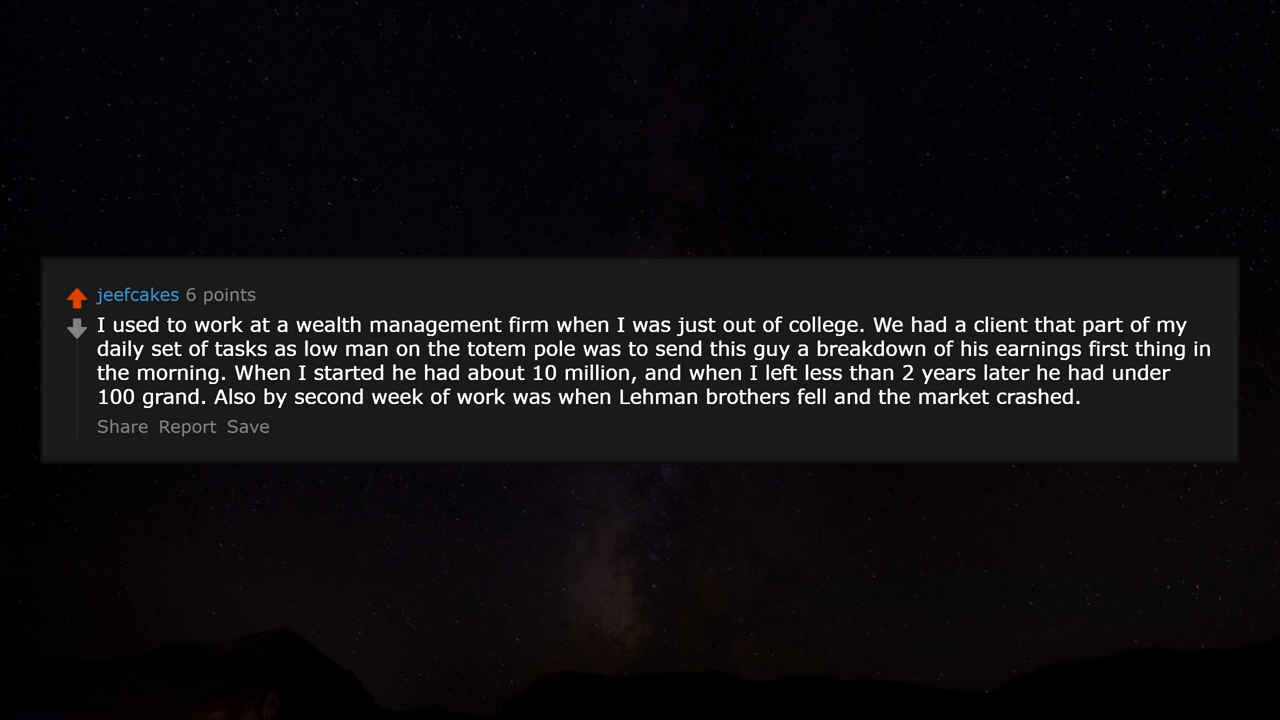 jeefcakes 6 points
I used to work at a wealth management firm when I was just out of college. We had a client that part of my
daily set of tasks as low man on the totem pole was to send this guy a breakdown of his earnings first thing in
the morning. When I started he had about 10 million, and when I left less than 2 years later he had under
100 grand. Also by second week of work was when Lehman brothers fell and the market crashed.
Share Report Save